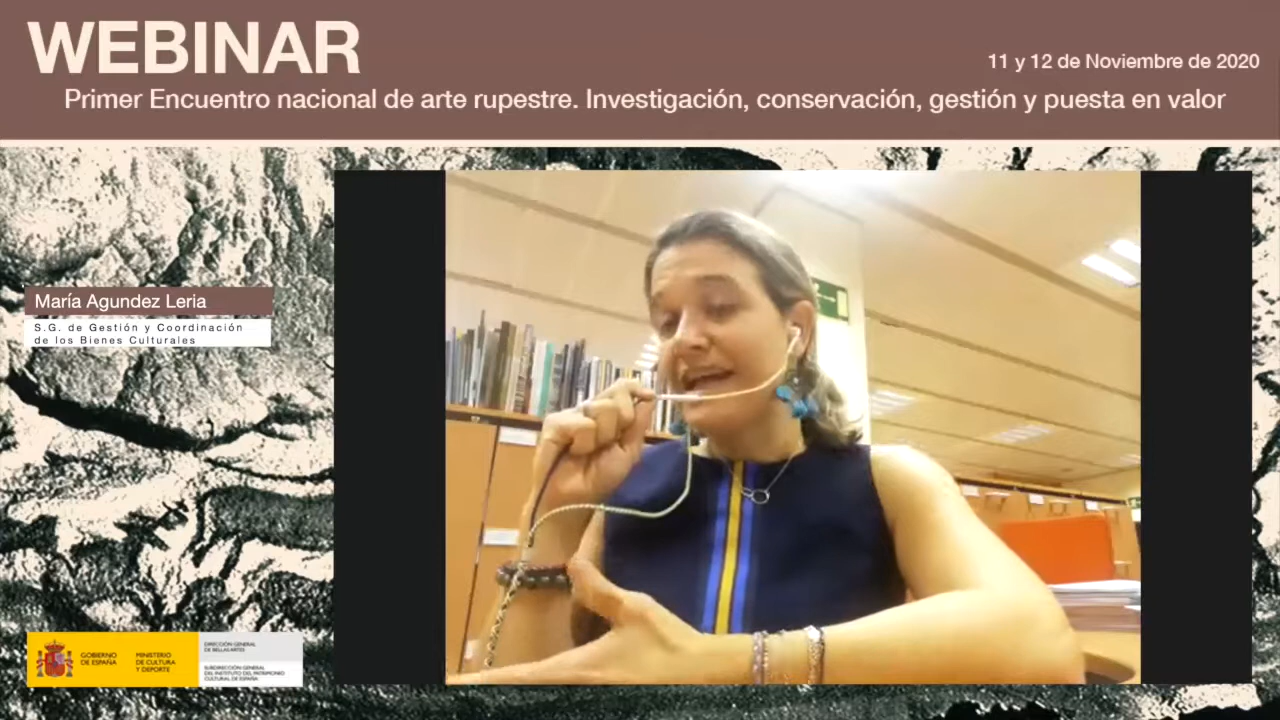 WEBINAR
11 y 12 de Noviembre de 2020
Primer Encuentro nacional de arte rupestre. Investigación, conservación, gestión y puesta en valor
María Agundez Leria
S.G. de Gestión y Coordinación
de los Bienes Culturales
GOBIERNO
DE ESPAÑA
MINISTERIO
DE CULTURA
Y DEPORTE
DIRECCIÓN GENERAL
DE BELLAS ARTES
SUBDIRECCIÓN GENERAL
DEL INSTITUTO DEL PATRIMONIO
CULTURAL DE ESPAÑA